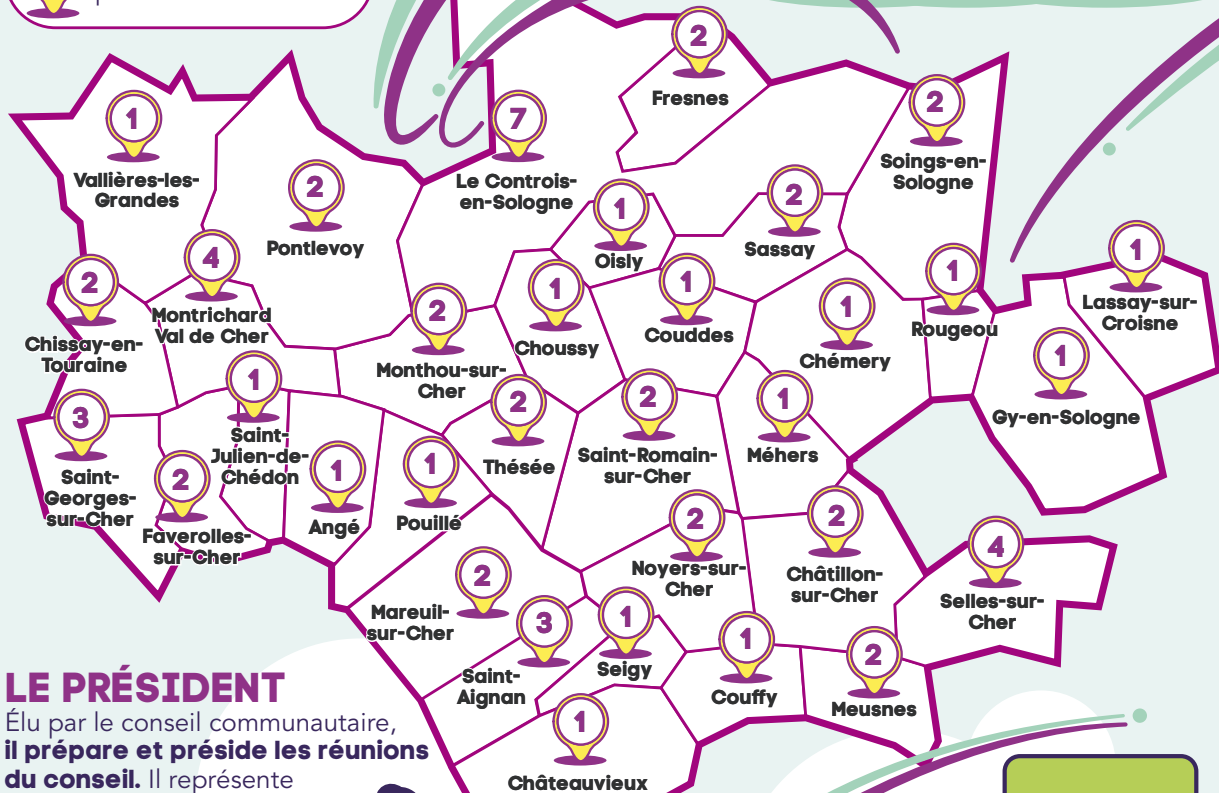 2
Fresnes
2
Soings-en-
Sologne
1
Vallières-les-
Grandes
7
Le Controis-
en-Sologne
2
Pontlevoy
1
Oisly
2
Sassay
4
Montrichard
Val de Cher
2
Chissay-en-
Touraine
2
Monthou-sur-
Cher
1
Choussy
1
Couddes
1
Chémery
1
Rougeou
1
Lassay-sur-
Croisne
1
Gy-en-Sologne
3
Saint-
Georges-
sur-Cher
1
Saint-
Julien-de-
Chédon
2
Faverolles-
sur-Cher
1
Angé
1
Pouillé
2
Thésée
2
Saint-Romain-
sur-Cher
1
Méhers
2
Noyers-sur-
Cher
2
Châtillon-
sur-Cher
4
Selles-sur-
Cher
2
Mareuil-
sur-Cher
3
Saint-
Aignan
1
Seigy
1
Couffy
2
Meusnes
1
Châteauvieux
LE PRÉSIDENT
Élu par le conseil communautaire,
il prépare et préside les réunions
du conseil. Il représente